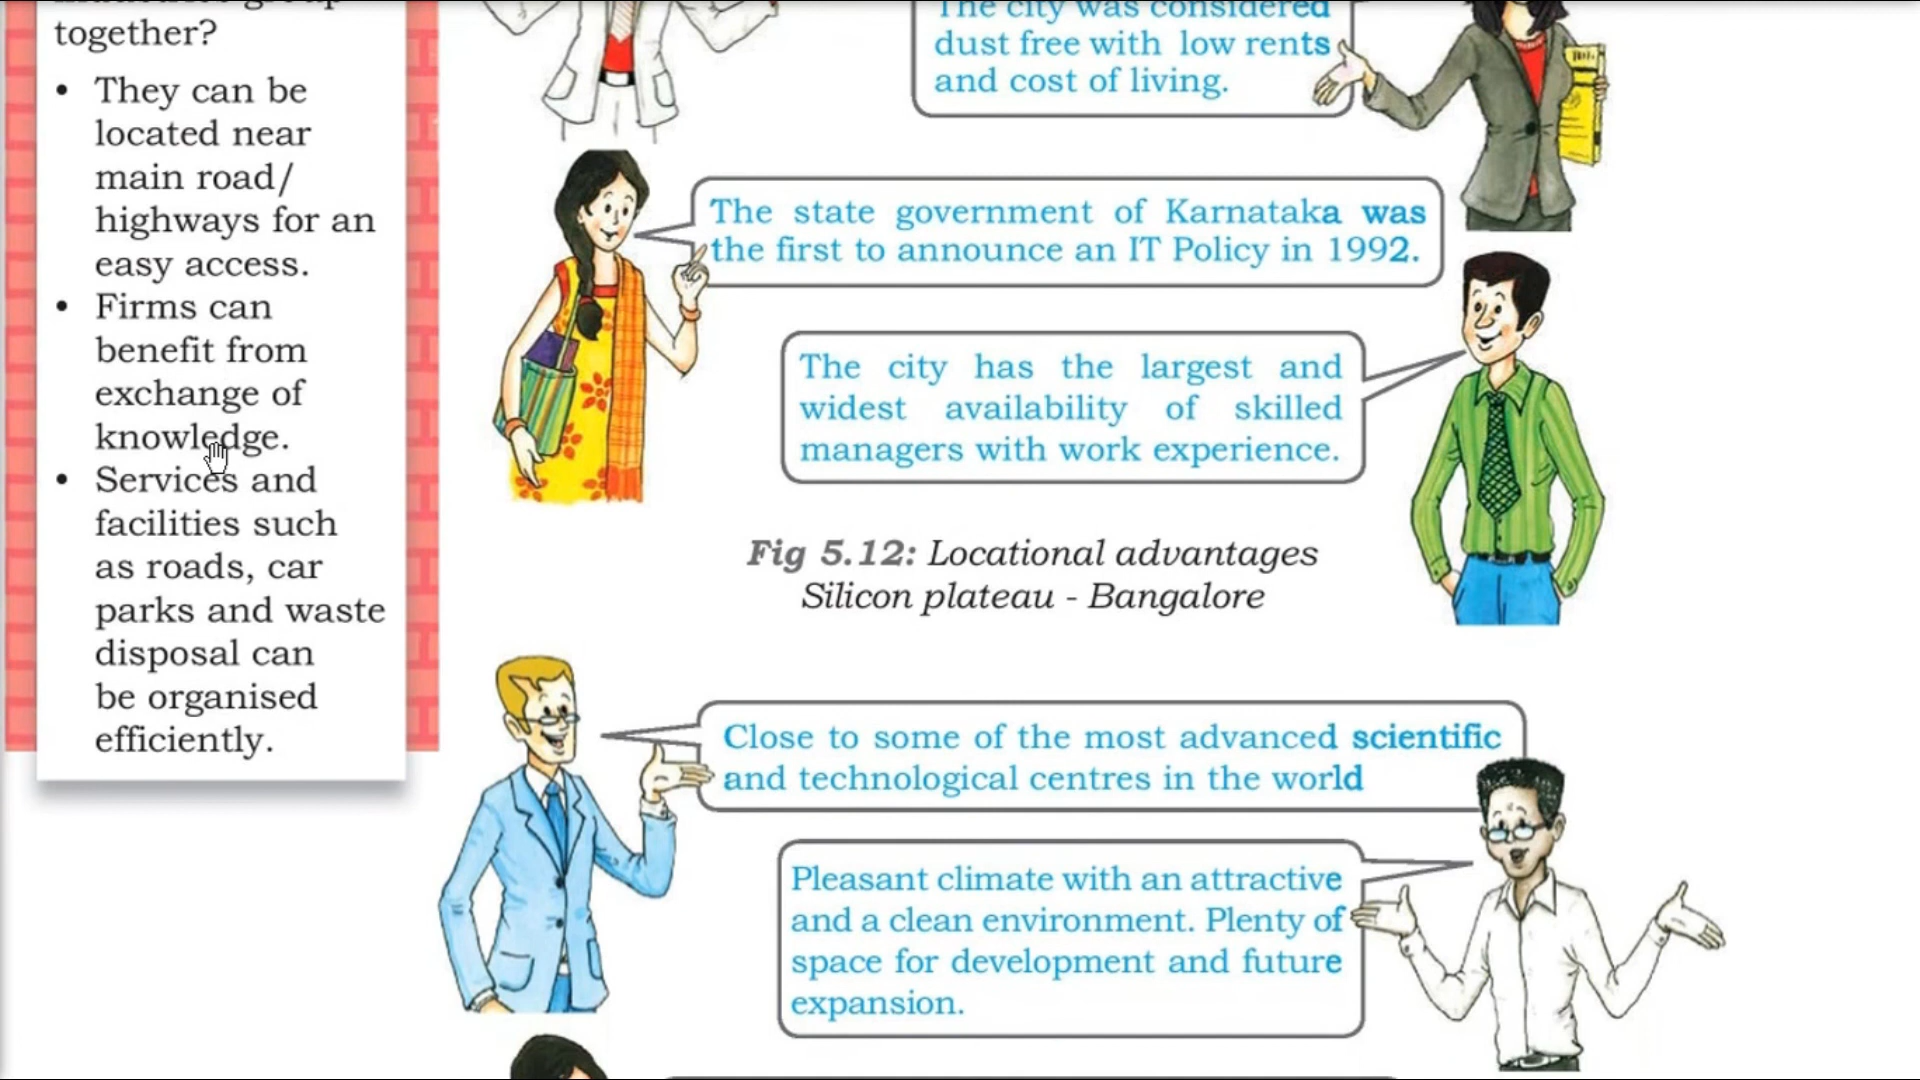 together?
• They can be
located near
main road/
highways for an
easy access.
• Firms can
benefit from
exchange of
knowledge.
• Services and
facilities such
as roads, car
parks and waste
disposal can
be organised
efficiently.
The city was considered
dust free with low rents
and cost of living.
The state government of Karnataka was
the first to announce an IT Policy in 1992.
The city has the largest and
widest availability of skilled
managers with work experience.
Fig 5.12: Locational advantages
Silicon plateau - Bangalore
Close to some of the most advanced scientific
and technological centres in the world
Pleasant climate with an attractive
and a clean environment. Plenty of
space for development and future
expansion.